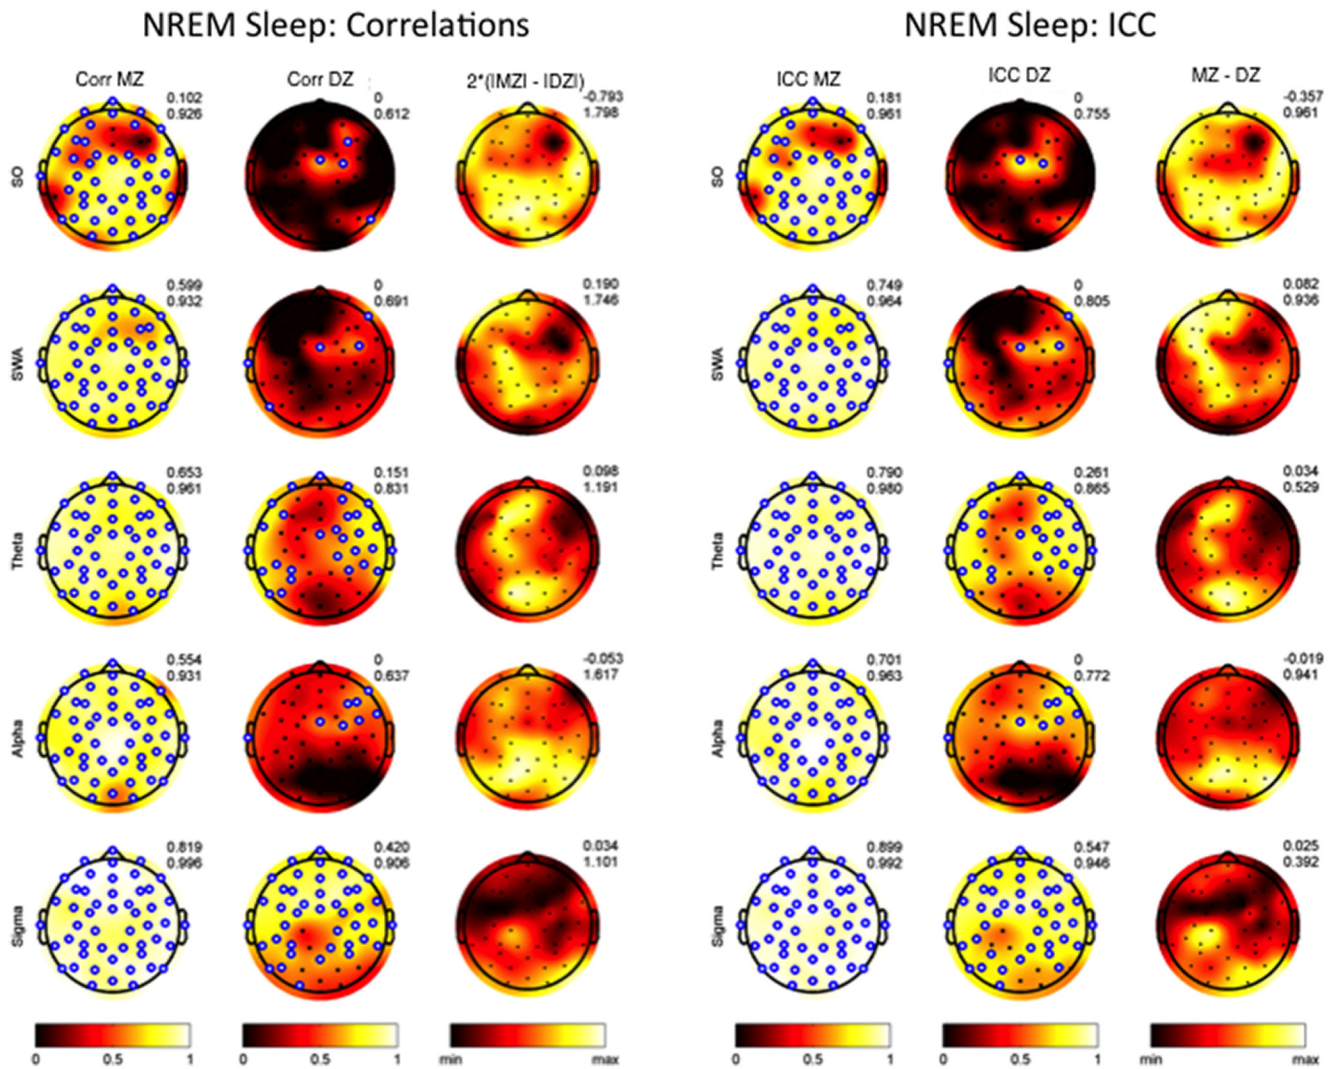 NREM Sleep: Correlations
NREM Sleep: ICC
Corr MZ
Corr DZ
2*(IMZI - IDZI)
ICC MZ
ICC DZ
MZ - DZ
SO
0.102
0.926
0
0.612
-0.793
1.798
SO
0.181
0.961
0
0.755
-0.357
0.961
SWA
0.599
0.932
0
0.691
0.190
1.746
SWA
0.749
0.964
0
0.805
0.082
0.936
Theta
0.653
0.961
0.151
0.831
0.098
1.191
Theta
0.790
0.980
0.261
0.865
0.034
0.529
Alpha
0.554
0.931
0
0.637
-0.053
1.617
Alpha
0.701
0.963
0
0.772
-0.019
0.941
Sigma
0.819
0.996
0.420
0.906
0.034
1.101
Sigma
0.899
0.992
0.547
0.946
0.025
0.392
0 0.5 1
0 0.5 1
min max
0 0.5 1
0 0.5 1
min max